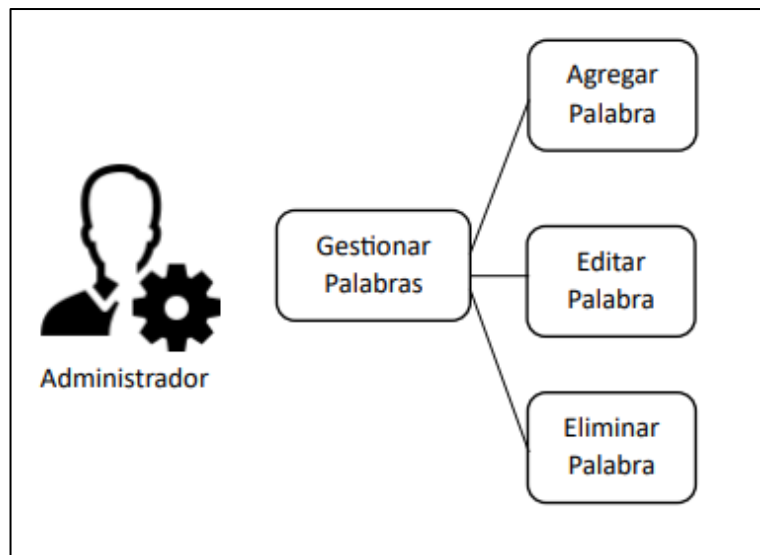 Agregar
Palabra
Gestionar
Palabras
Editar
Palabra
Administrador
Eliminar
Palabra